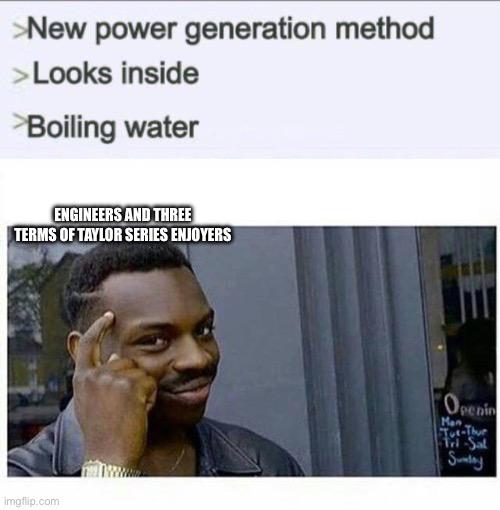 >New power generation method
>Looks inside
>Boiling water
ENGINEERS AND THREE
TERMS OF TAYLOR SERIES ENJOYERS
Openin
Mon
Tue-Thur
Fri-Sat
Sunday
imgflip.com